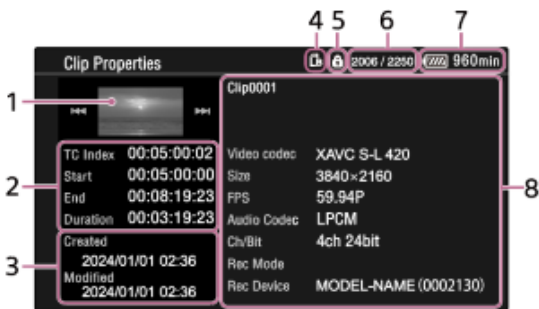 4 5 6 7
Clip Properties 2006 / 2250 960min
1
Clip0001
TC Index 00:05:00:02
Start 00:05:00:00
End 00:08:19:23
Duration 00:03:19:23
2
Created
2024/01/01 02:36
Modified
2024/01/01 02:36
3
Video codec XAVC S-L 420
Size 3840×2160
FPS 59.94P
Audio Codec LPCM
Ch/Bit 4ch 24bit
Rec Mode
Rec Device MODEL-NAME (0002130)
8